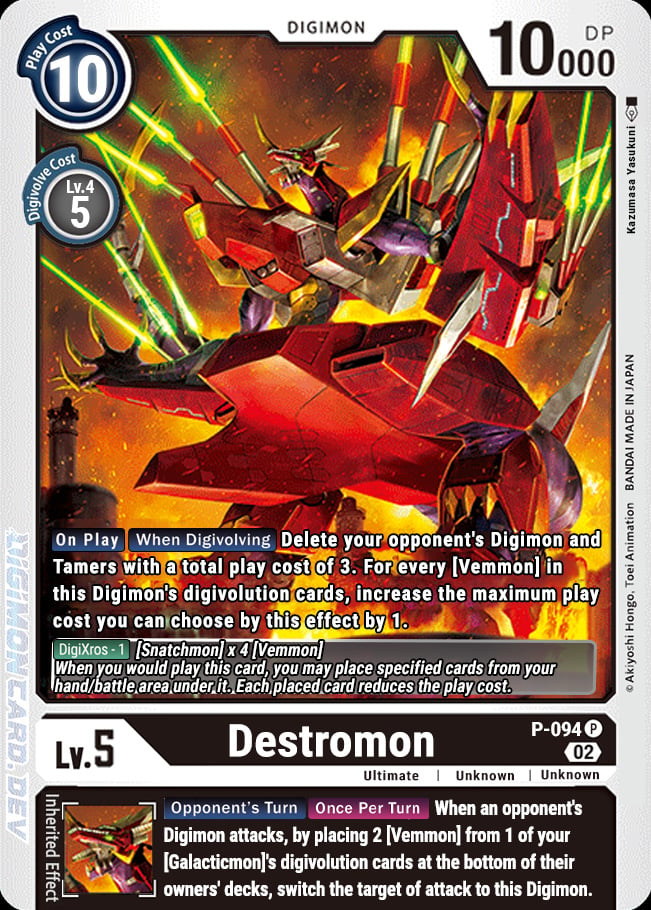 DIGIMON
Play Cost
10
DP
10000
Digivolve Cost
Lv.4
5
Kazumasa Yasukuni
On Play When Digivolving Delete your opponent's Digimon and
Tamers with a total play cost of 3. For every [Vemmon] in
this Digimon's digivolution cards, increase the maximum play
cost you can choose by this effect by 1.
DigiXros - 1 [Snatchmon] x 4 [Vemmon]
When you would play this card, you may place specified cards from your
hand/battle area under it. Each placed card reduces the play cost.
© Akiyoshi Hongo, Toei Animation BANDAI MADE IN JAPAN
DIGIMONCARD.DEV
Lv.5
Destromon
P-094 P
02
Ultimate | Unknown | Unknown
Inherited Effect
Opponent's Turn Once Per Turn When an opponent's
Digimon attacks, by placing 2 [Vemmon] from 1 of your
[Galacticmon]'s digivolution cards at the bottom of their
owners' decks, switch the target of attack to this Digimon.